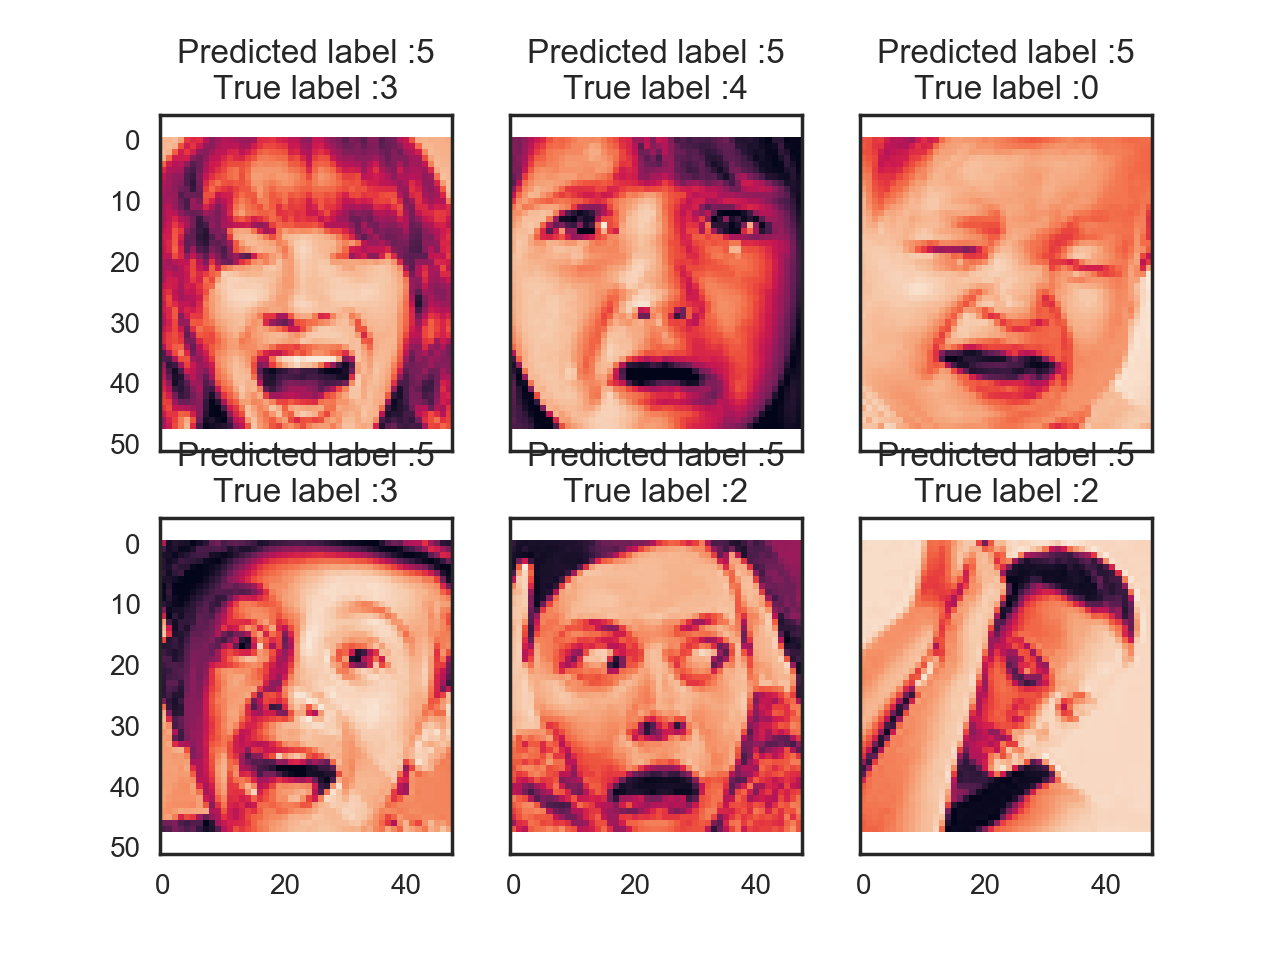 Predicted label :5
True label :3
Predicted label :5
True label :4
Predicted label :5
True label :0
0
10
20
30
40
50
Predicted label :5
True label :3
Predicted label :5
True label :2
Predicted label :5
True label :2
0
10
20
30
40
50
0 20 40
0 20 40
0 20 40